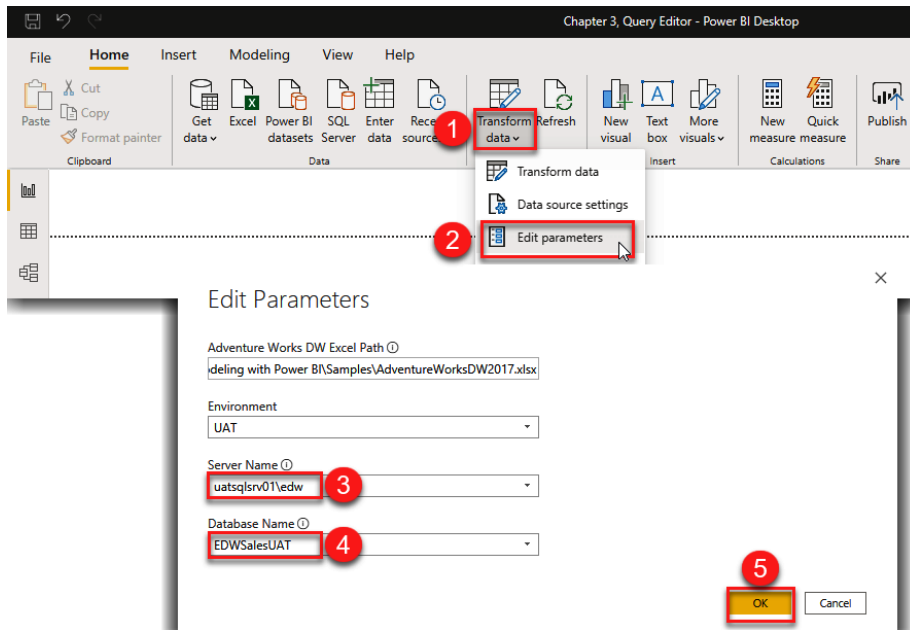 Chapter 3, Query Editor - Power BI Desktop
File Home Insert Modeling View Help
Cut
Copy
Format painter
Paste
Get data
Excel
Power BI datasets
SQL Server
Enter data
Transform data
Refresh
New visual
Text box
More visuals
New measure
Quick measure
Publish
Clipboard
Data
Insert
Calculations
Share
1
Transform data
Data source settings
2
Edit parameters
Edit Parameters
Adventure Works DW Excel Path
deling with Power BI\Samples\AdventureWorksDW2017.xlsx
Environment
UAT
Server Name
uatsqlsrv01\edw
3
Database Name
EDWSalesUAT
4
5
OK
Cancel